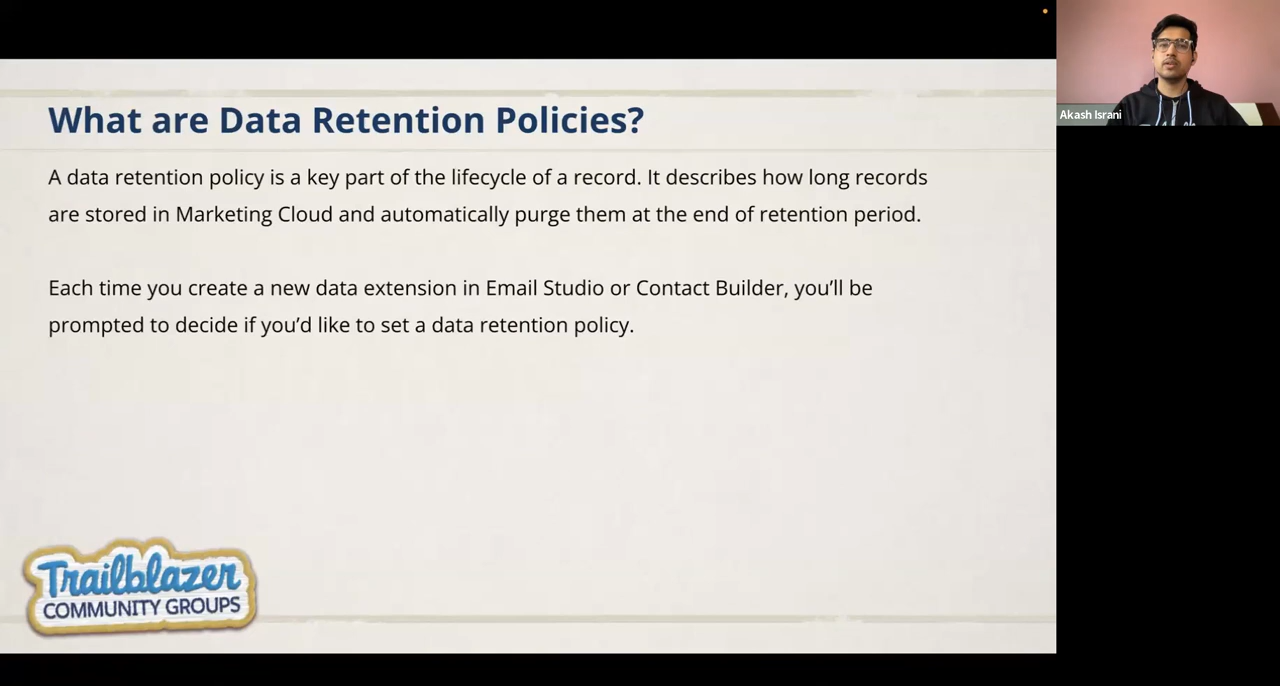 What are Data Retention Policies?
A data retention policy is a key part of the lifecycle of a record. It describes how long records
are stored in Marketing Cloud and automatically purge them at the end of retention period.
Each time you create a new data extension in Email Studio or Contact Builder, you’ll be
prompted to decide if you’d like to set a data retention policy.
Trailblazer
COMMUNITY GROUPS
Akash Israni